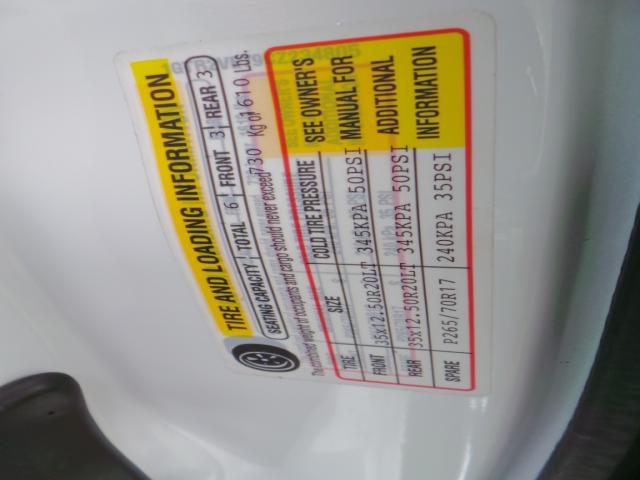 TIRE AND LOADING INFORMATION
SEATING CAPACITY TOTAL 6 FRONT 3 REAR 3
The combined weight of occupants and cargo should never exceed 730 Kg or 1610 Lbs.
TIRE SIZE COLD TIRE PRESSURE SEE OWNER'S
FRONT 35x12.50R20LT 345KPA 50PSI MANUAL FOR
REAR 35x12.50R20LT 345KPA 50PSI ADDITIONAL
SPARE P265/70R17 240KPA 35PSI INFORMATION